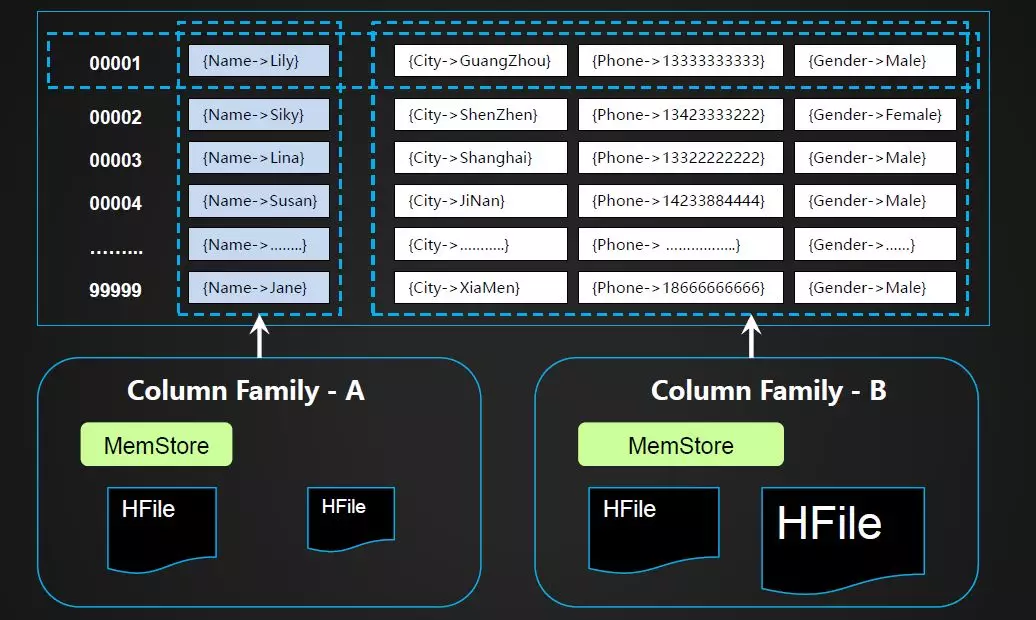 00001 {Name->Lily} {City->GuangZhou} {Phone->13333333333} {Gender->Male}
00002 {Name->Siky} {City->ShenZhen} {Phone->13423333222} {Gender->Female}
00003 {Name->Lina} {City->Shanghai} {Phone->13322222222} {Gender->Male}
00004 {Name->Susan} {City->JiNan} {Phone->14233884444} {Gender->Male}
......... {Name->........} {City->...........} {Phone-> ................} {Gender->......}
99999 {Name->Jane} {City->XiaMen} {Phone->18666666666} {Gender->Male}
Column Family - A
MemStore
HFile HFile
Column Family - B
MemStore
HFile HFile